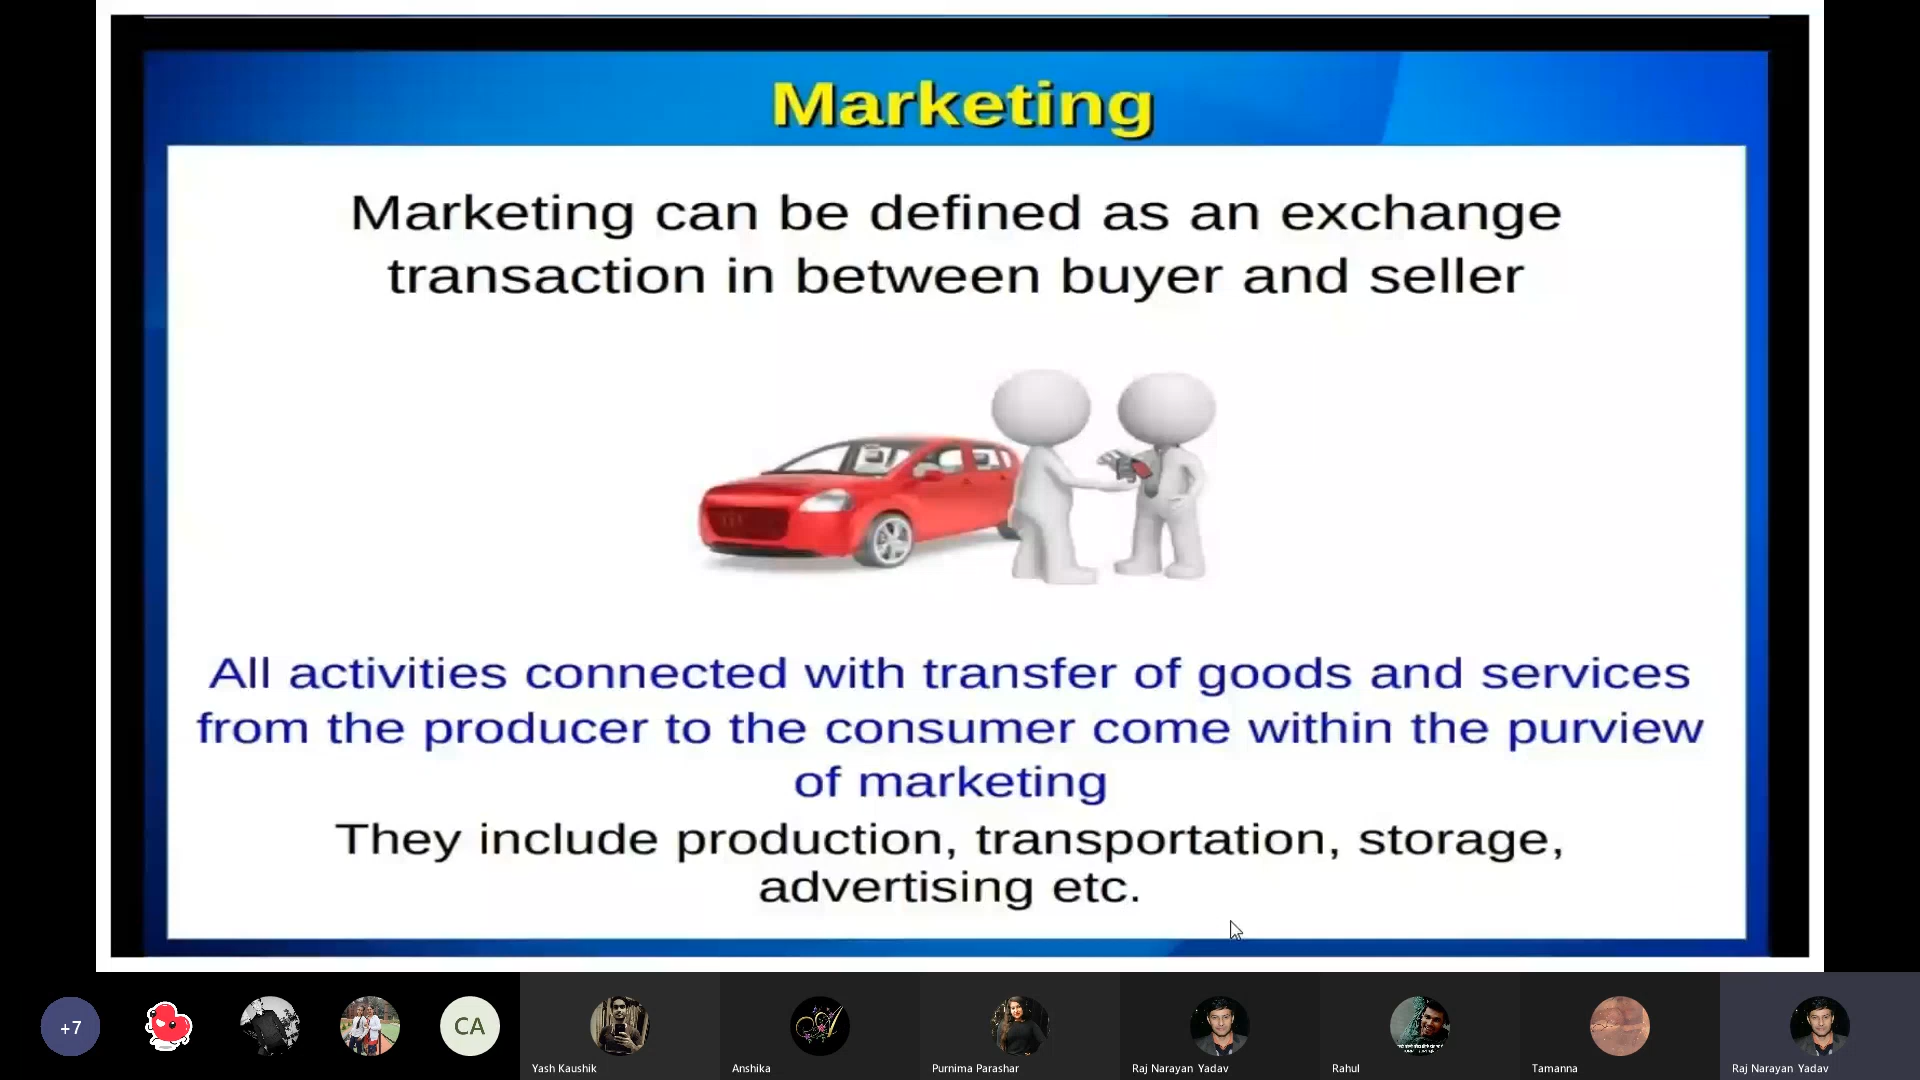 Marketing
Marketing can be defined as an exchange
transaction in between buyer and seller
All activities connected with transfer of goods and services
from the producer to the consumer come within the purview
of marketing
They include production, transportation, storage,
advertising etc.
+7
CA
Yash Kaushik
Anshika
Purnima Parashar
Raj Narayan Yadav
Rahul
Tamanna
Raj Narayan Yadav